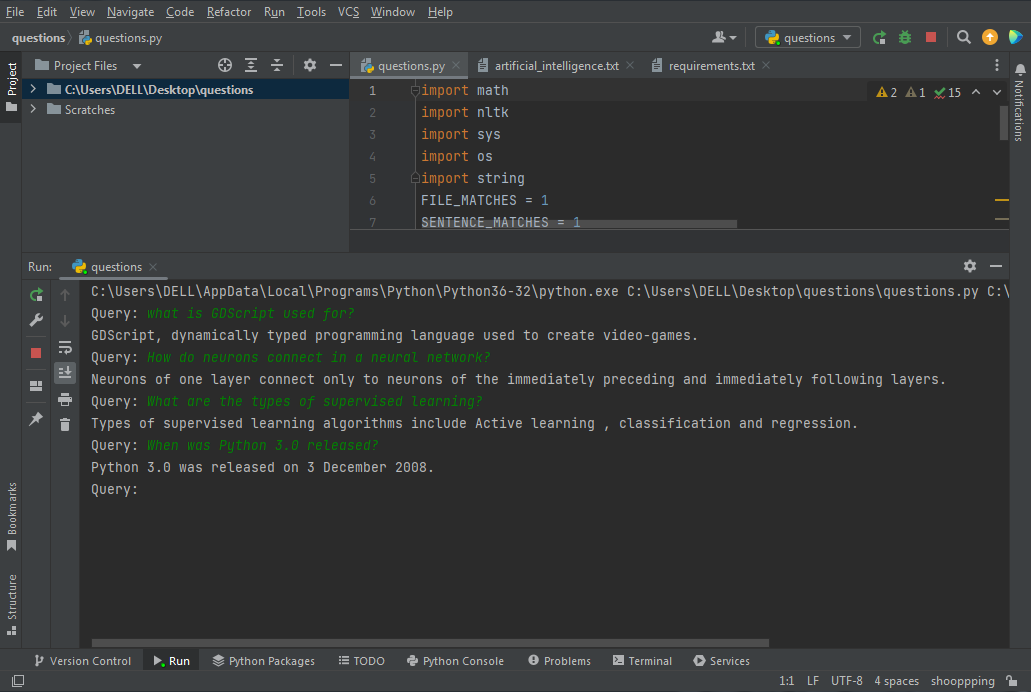 File Edit View Navigate Code Refactor Run Tools VCS Window Help
questions questions.py questions
Project Project Files questions.py artificial_intelligence.txt requirements.txt Notifications
C:\Users\DELL\Desktop\questions
Scratches
1 import math 2 1 15
2 import nltk
3 import sys
4 import os
5 import string
6 FILE_MATCHES = 1
7 SENTENCE_MATCHES = 1
Run: questions
C:\Users\DELL\AppData\Local\Programs\Python\Python36-32\python.exe C:\Users\DELL\Desktop\questions\questions.py C:\
Query: what is GDScript used for?
GDScript, dynamically typed programming language used to create video-games.
Query: How do neurons connect in a neural network?
Neurons of one layer connect only to neurons of the immediately preceding and immediately following layers.
Query: What are the types of supervised learning?
Types of supervised learning algorithms include Active learning , classification and regression.
Query: When was Python 3.0 released?
Python 3.0 was released on 3 December 2008.
Query:
Bookmarks
Structure
Version Control Run Python Packages TODO Python Console Problems Terminal Services
1:1 LF UTF-8 4 spaces shooppping